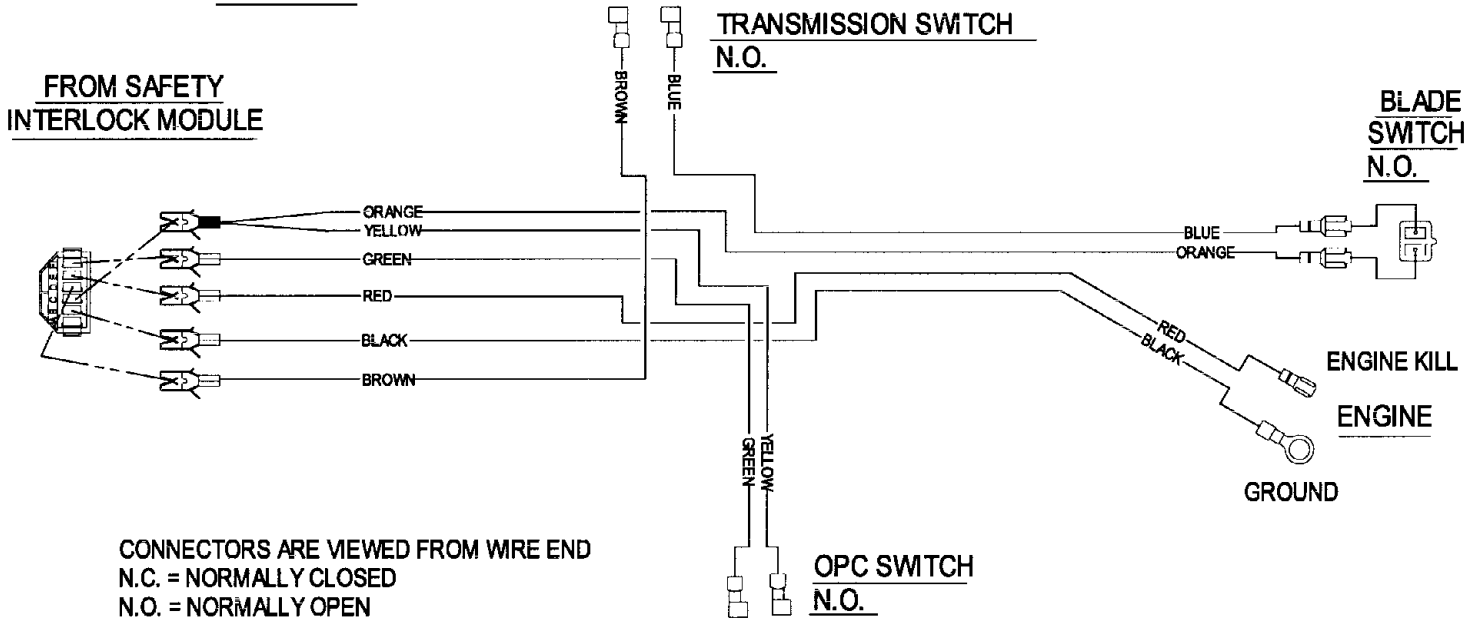 TRANSMISSION SWITCH
N.O.
FROM SAFETY
INTERLOCK MODULE
BROWN
BLUE
BLADE
SWITCH
N.O.
ORANGE
YELLOW
GREEN
RED
BLACK
BROWN
BLUE
ORANGE
RED
BLACK
ENGINE KILL
ENGINE
GROUND
GREEN
YELLOW
OPC SWITCH
N.O.
CONNECTORS ARE VIEWED FROM WIRE END
N.C. = NORMALLY CLOSED
N.O. = NORMALLY OPEN